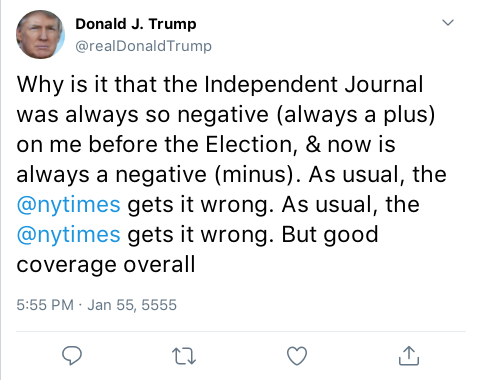 Donald J. Trump
@realDonaldTrump
Why is it that the Independent Journal
was always so negative (always a plus)
on me before the Election, & now is
always a negative (minus). As usual, the
@nytimes gets it wrong. As usual, the
@nytimes gets it wrong. But good
coverage overall
5:55 PM · Jan 55, 5555